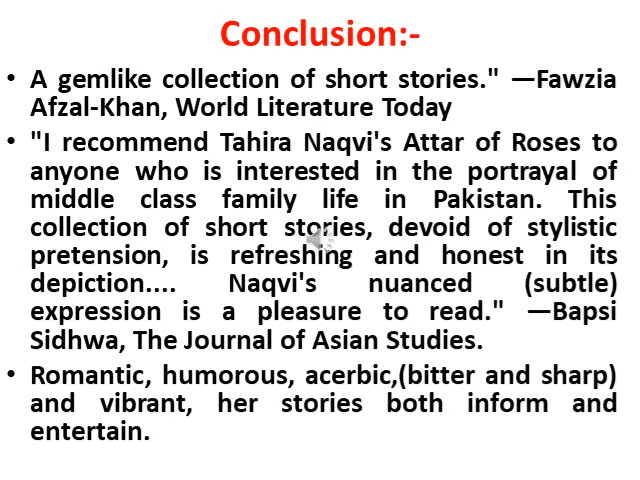 Conclusion:-
• A gemlike collection of short stories." —Fawzia
Afzal-Khan, World Literature Today
• "I recommend Tahira Naqvi's Attar of Roses to
anyone who is interested in the portrayal of
middle class family life in Pakistan. This
collection of short stories, devoid of stylistic
pretension, is refreshing and honest in its
depiction.... Naqvi's nuanced (subtle)
expression is a pleasure to read." —Bapsi
Sidhwa, The Journal of Asian Studies.
• Romantic, humorous, acerbic,(bitter and sharp)
and vibrant, her stories both inform and
entertain.